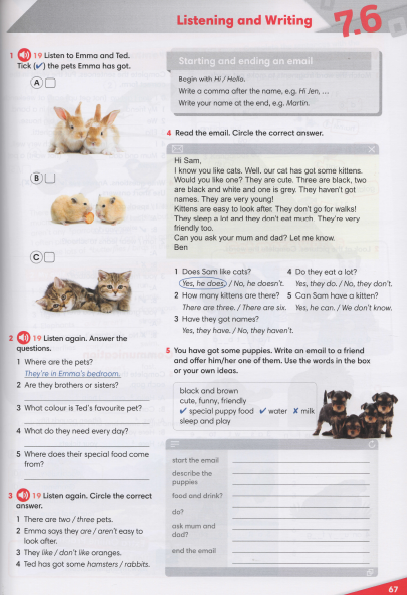 Listening and Writing 7.6
1 19 Listen to Emma and Ted.
Tick (✔) the pets Emma has got.
A
B
C
2 19 Listen again. Answer the
questions.
1 Where are the pets?
They're in Emma's bedroom.
2 Are they brothers or sisters?
3 What colour is Ted's favourite pet?
4 What do they need every day?
5 Where does their special food come
from?
3 19 Listen again. Circle the correct
answer.
1 There are two / three pets.
2 Emma says they are / aren't easy to
look after.
3 They like / don't like oranges.
4 Ted has got some hamsters / rabbits.
Starting and ending an email
Begin with Hi / Hello.
Write a comma after the name, e.g. Hi Jen, ...
Write your name at the end, e.g. Martin.
4 Read the email. Circle the correct answer.
Hi Sam,
I know you like cats. Well, our cat has got some kittens.
Would you like one? They are cute. Three are black, two
are black and white and one is grey. They haven't got
names. They are very young!
Kittens are easy to look after. They don't go for walks!
They sleep a lot and they don't eat much. They're very
friendly too.
Can you ask your mum and dad? Let me know.
Ben
1 Does Sam like cats?
Yes, he does. / No, he doesn't.
2 How many kittens are there?
There are three. / There are six.
3 Have they got names?
Yes, they have. / No, they haven't.
4 Do they eat a lot?
Yes, they do. / No, they don't.
5 Can Sam have a kitten?
Yes, he can. / We don't know.
5 You have got some puppies. Write an email to a friend
and offer him/her one of them. Use the words in the box
or your own ideas.
black and brown
cute, funny, friendly
✔ special puppy food ✔ water ✘ milk
sleep and play
start the email
describe the
puppies
food and drink?
do?
ask mum and
dad?
end the email
67